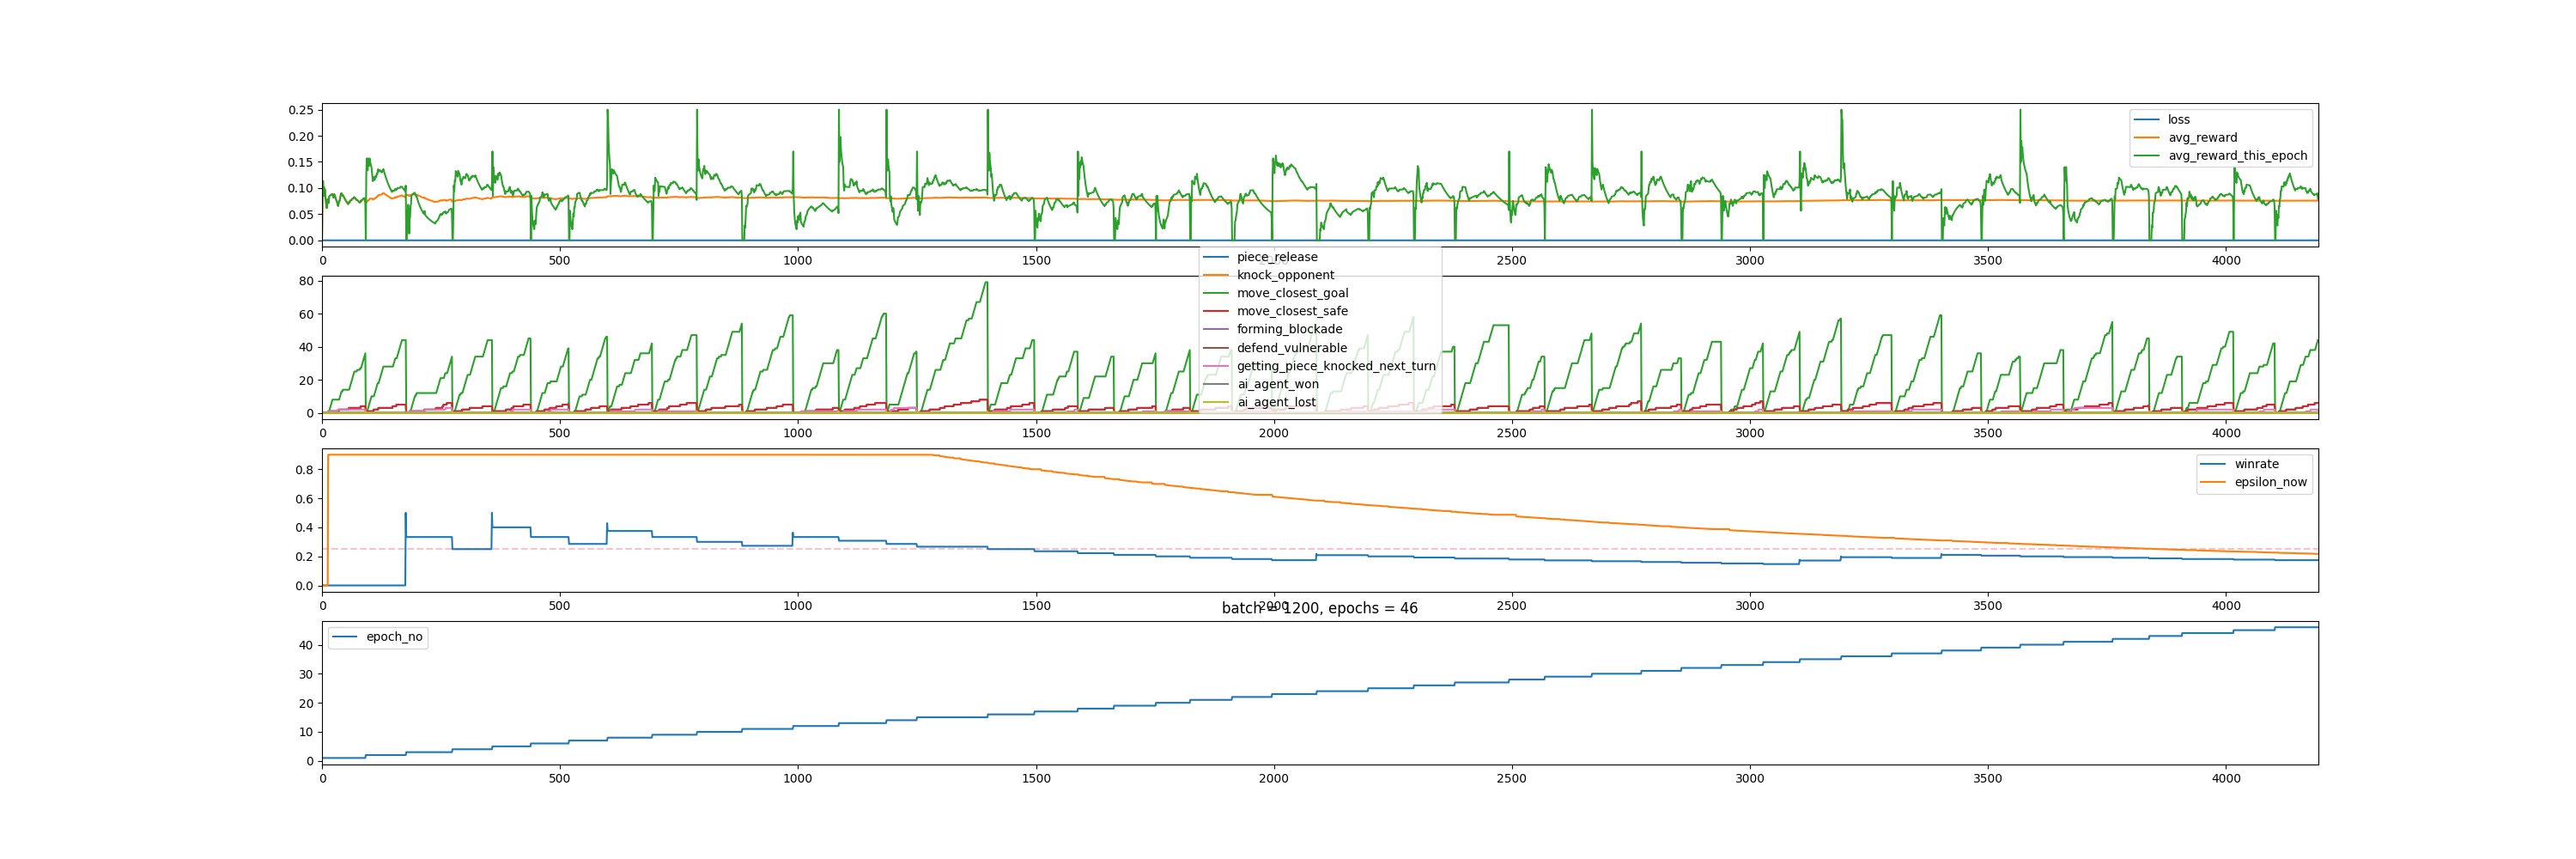 0.25
0.20
0.15
0.10
0.05
0.00
loss
avg_reward
avg_reward_this_epoch
0 500 1000 1500 2000 2500 3000 3500 4000
piece_release
knock_opponent
move_closest_goal
move_closest_safe
forming_blockade
defend_vulnerable
getting_piece_knocked_next_turn
ai_agent_won
ai_agent_lost
80
60
40
20
0
0 500 1000 1500 2000 2500 3000 3500 4000
0.8
0.6
0.4
0.2
0.0
winrate
epsilon_now
0 500 1000 1500 2000 2500 3000 3500 4000
batch = 1200, epochs = 46
epoch_no
40
30
20
10
0
0 500 1000 1500 2000 2500 3000 3500 4000